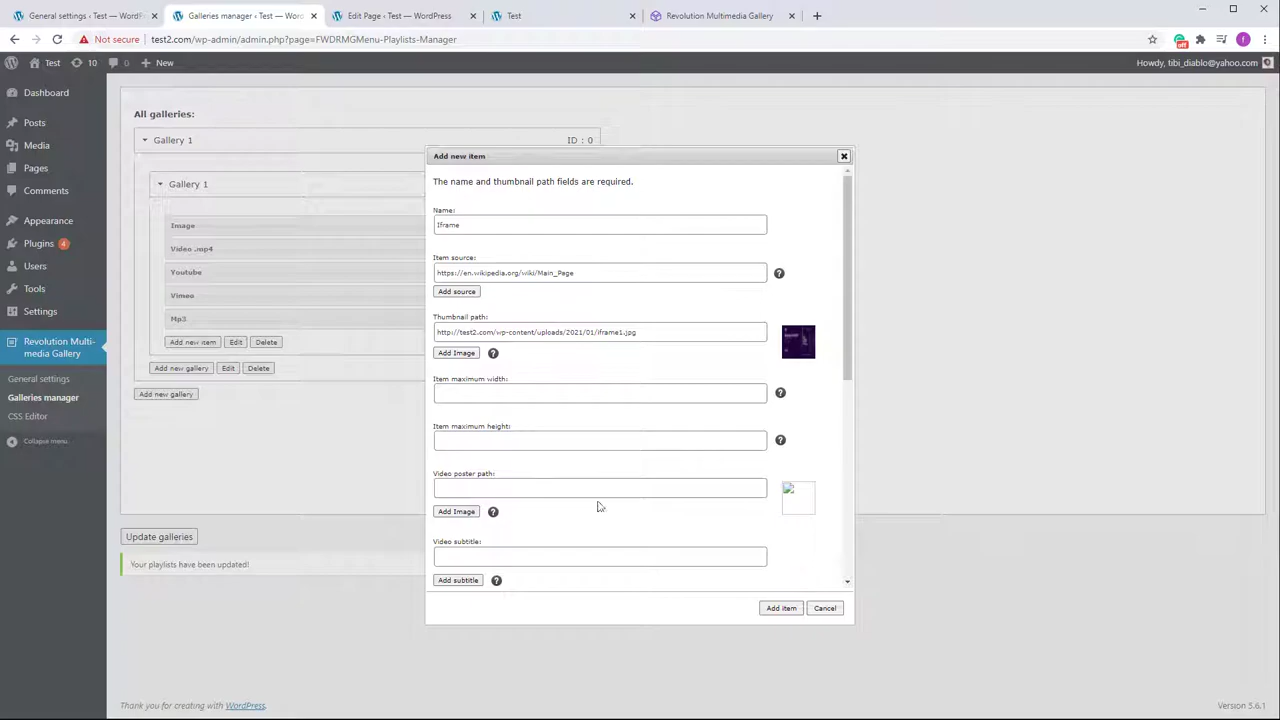 General settings ‹ Test — WordPr
Galleries manager ‹ Test — Wor
Edit Page ‹ Test — WordPress
Test
Revolution Multimedia Gallery
Not secure
test2.com/wp-admin/admin.php?page=FWDRMGMenu-Playlists-Manager
off
f
Test
10
0
New
Howdy, tibi_diablo@yahoo.com
Dashboard
Posts
Media
Pages
Comments
Appearance
Plugins 4
Users
Tools
Settings
Revolution Multi-
media Gallery
General settings
Galleries manager
CSS Editor
Collapse menu
All galleries:
Gallery 1
ID : 0
Gallery 1
Image
Video .mp4
Youtube
Vimeo
Mp3
Add new item
Edit
Delete
Add new gallery
Edit
Delete
Add new gallery
Update galleries
Your playlists have been updated!
Add new item
The name and thumbnail path fields are required.
Name:
Iframe
Item source:
https://en.wikipedia.org/wiki/Main_Page
?
Add source
Thumbnail path:
http://test2.com/wp-content/uploads/2021/01/iframe1.jpg
Add Image
?
Item maximum width:
?
Item maximum height:
?
Video poster path:
Add Image
?
Video subtitle:
Add subtitle
?
Add item
Cancel
Thank you for creating with WordPress.
Version 5.6.1